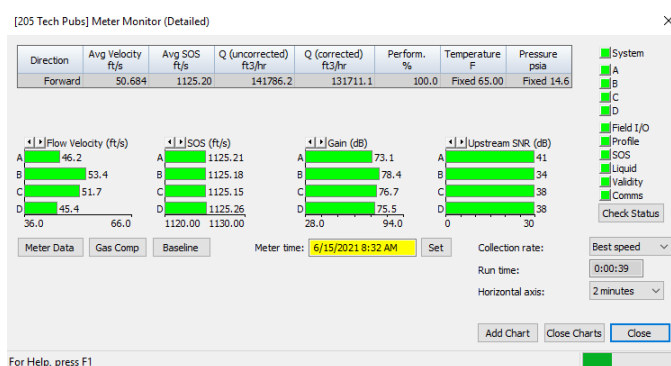 [205 Tech Pubs] Meter Monitor (Detailed)
Direction Avg Velocity ft/s Avg SOS ft/s Q (uncorrected) ft3/hr Q (corrected) ft3/hr Perform. % Temperature F Pressure psia
Forward 50.684 1125.20 141786.2 131711.1 100.0 Fixed 65.00 Fixed 14.6
System
A
B
C
D
Field I/O
Profile
SOS
Liquid
Validity
Comms
Check Status
Flow Velocity (ft/s)
A 46.2
B 53.4
C 51.7
D 45.4
36.0 66.0
SOS (ft/s)
A 1125.21
B 1125.18
C 1125.15
D 1125.26
1120.00 1130.00
Gain (dB)
A 73.1
B 78.4
C 76.7
D 75.5
28.0 94.0
Upstream SNR (dB)
A 41
B 34
C 38
D 38
0 30
Meter Data Gas Comp Baseline Meter time: 6/15/2021 8:32 AM Set
Collection rate: Best speed
Run time: 0:00:39
Horizontal axis: 2 minutes
Add Chart Close Charts Close
For Help, press F1